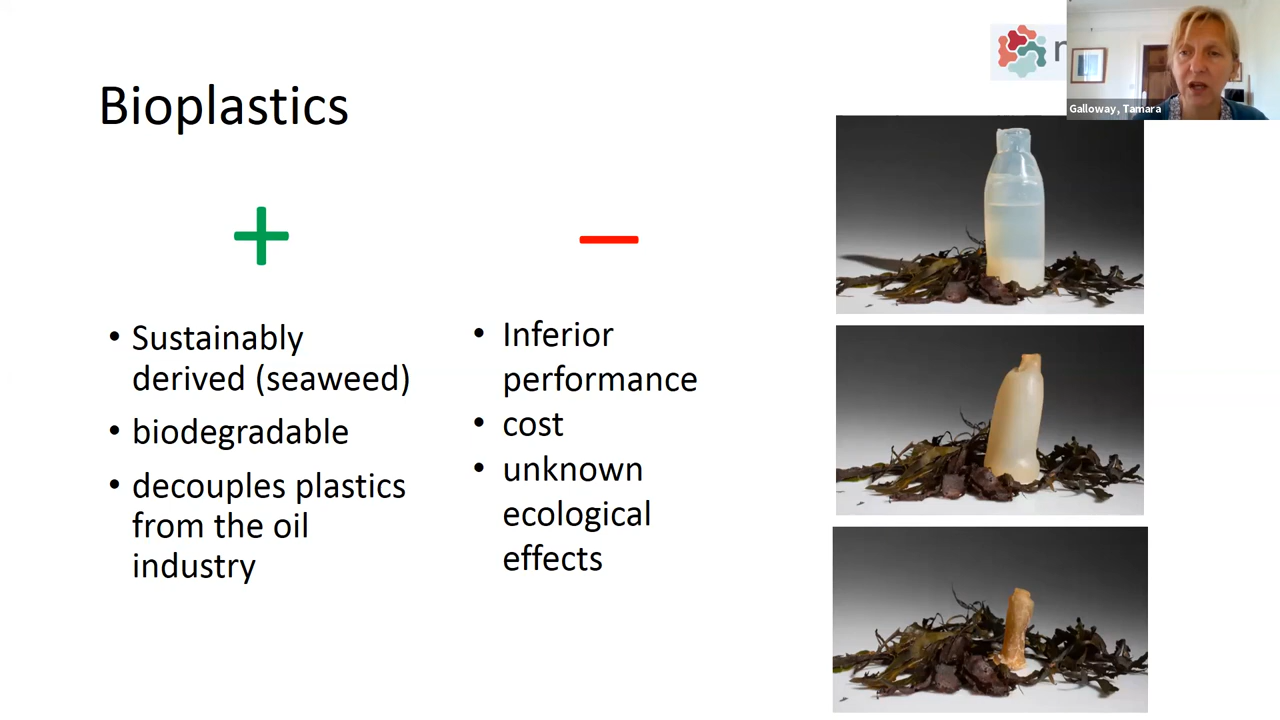 Galloway, Tamara
Bioplastics
+
–
• Sustainably
derived (seaweed)
• biodegradable
• decouples plastics
from the oil
industry
• Inferior
performance
• cost
• unknown
ecological
effects